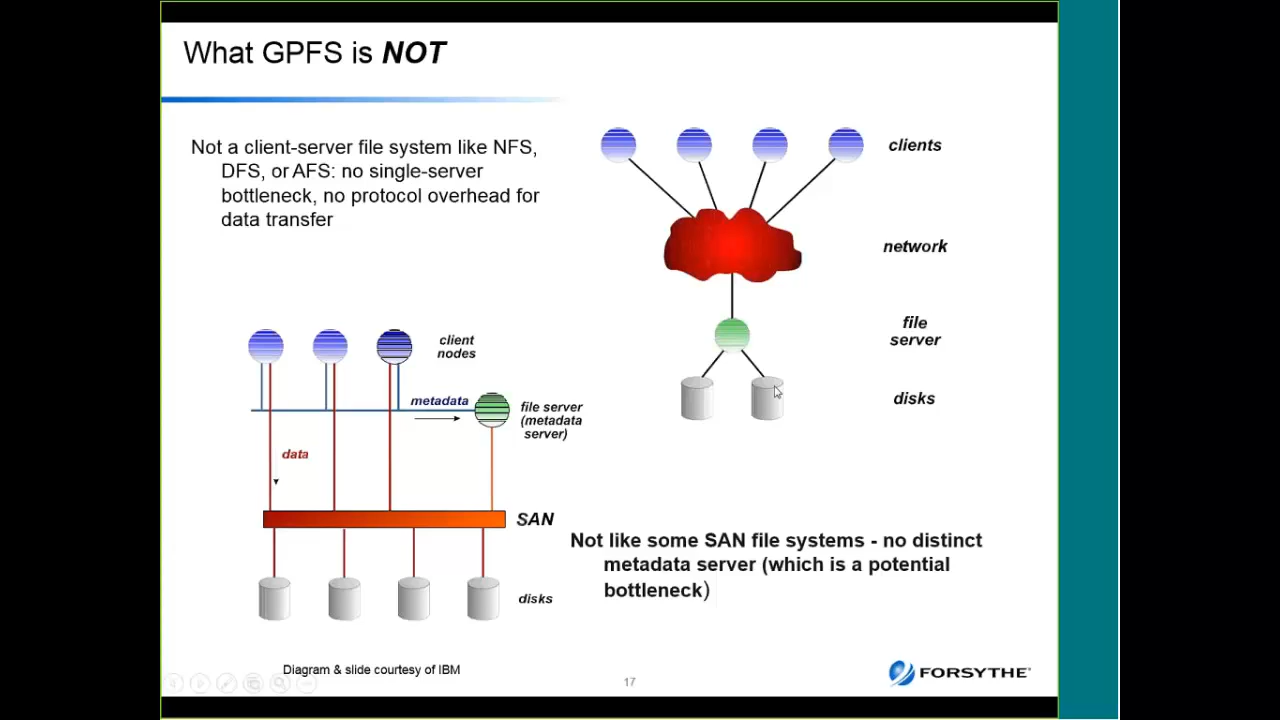 What GPFS is NOT
Not a client-server file system like NFS,
DFS, or AFS: no single-server
bottleneck, no protocol overhead for
data transfer
clients
network
file
server
disks
client
nodes
metadata
file server
(metadata
server)
data
SAN
disks
Not like some SAN file systems - no distinct
metadata server (which is a potential
bottleneck)
Diagram & slide courtesy of IBM
17
FORSYTHE